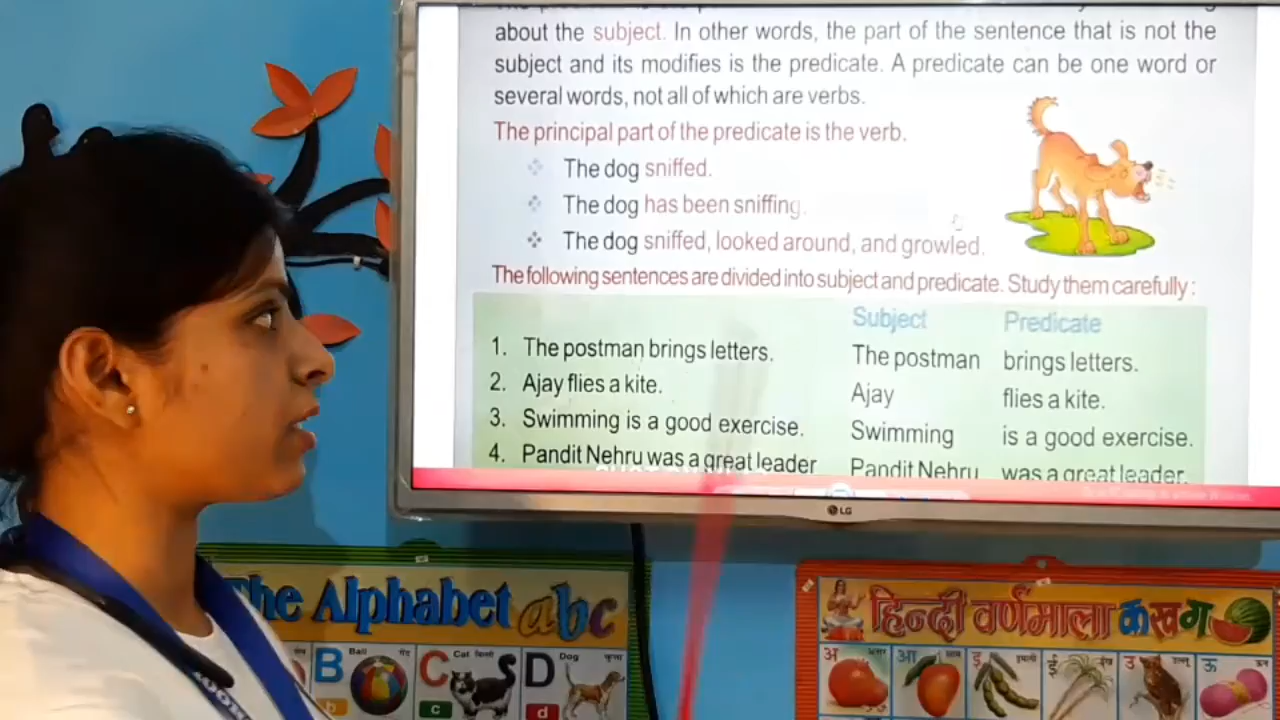 about the subject. In other words, the part of the sentence that is not the
subject and its modifies is the predicate. A predicate can be one word or
several words, not all of which are verbs.
The principal part of the predicate is the verb.
The dog sniffed.
The dog has been sniffing.
The dog sniffed, looked around, and growled.
The following sentences are divided into subject and predicate. Study them carefully :
Subject Predicate
1. The postman brings letters. The postman brings letters.
2. Ajay flies a kite. Ajay flies a kite.
3. Swimming is a good exercise. Swimming is a good exercise.
4. Pandit Nehru was a great leader Pandit Nehru was a great leader.
LG
The Alphabet abc
हिन्दी वर्णमाला क ख ग
B Ball गेंद b
C Cat बिल्ली c
D Dog कुत्ता d
अ अनार
आ आम
इ इमली
ई ईख
उ उल्लू
ऊ ऊन